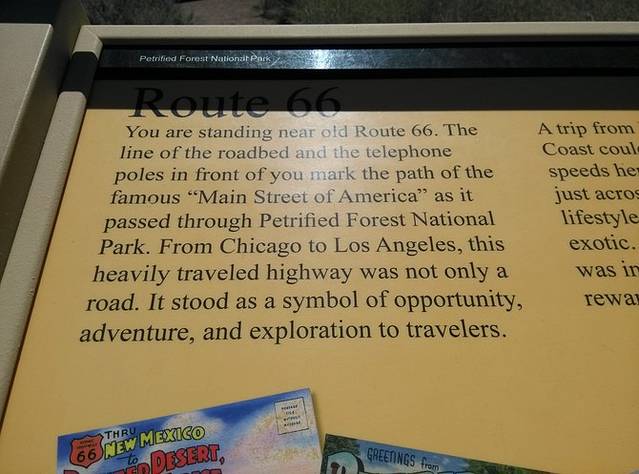 Petrified Forest National Park
Route 66
You are standing near old Route 66. The
line of the roadbed and the telephone
poles in front of you mark the path of the
famous “Main Street of America” as it
passed through Petrified Forest National
Park. From Chicago to Los Angeles, this
heavily traveled highway was not only a
road. It stood as a symbol of opportunity,
adventure, and exploration to travelers.
A trip from
Coast
speeds
just
lifestyle
exotic.
was in
THRU
NEW MEXICO
66
to
DESERT,
GREETINGS from